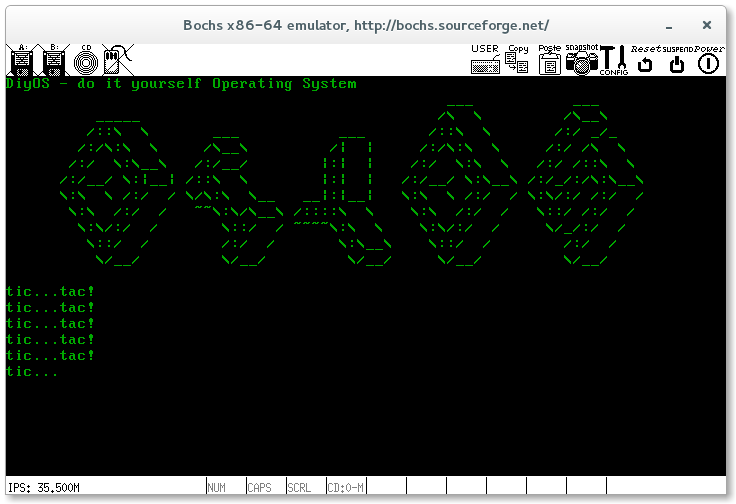 Bochs x86-64 emulator, http://bochs.sourceforge.net/
A: B: CD USER Copy Paste snapshot CONFIG Reset SUSPEND Power
DiyOS - do it yourself Operating System
tic...tac!
tic...tac!
tic...tac!
tic...tac!
tic...tac!
tic...
IPS: 35.500M NUM CAPS SCRL CD:0-M